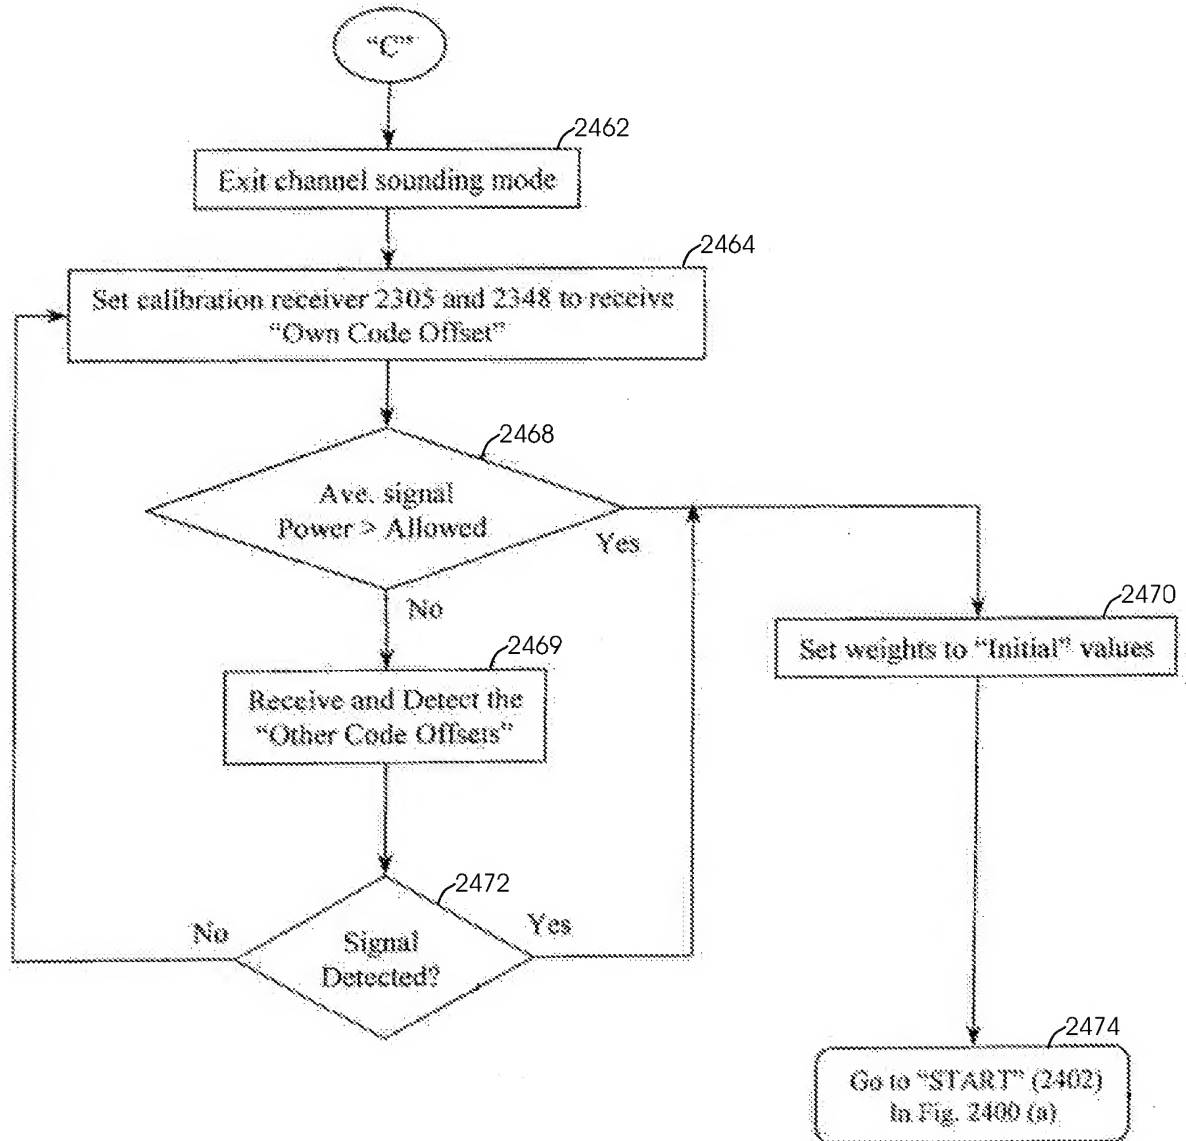 “C”
2462
Exit channel sounding mode
2464
Set calibration receiver 2305 and 2348 to receive
“Own Code Offset”
2468
Ave. signal
Power > Allowed
Yes
No
2470
Set weights to “Initial” values
2469
Receive and Detect the
“Other Code Offsets”
2472
No
Yes
Signal
Detected?
2474
Go to “START” (2402)
In Fig. 2400 (a)